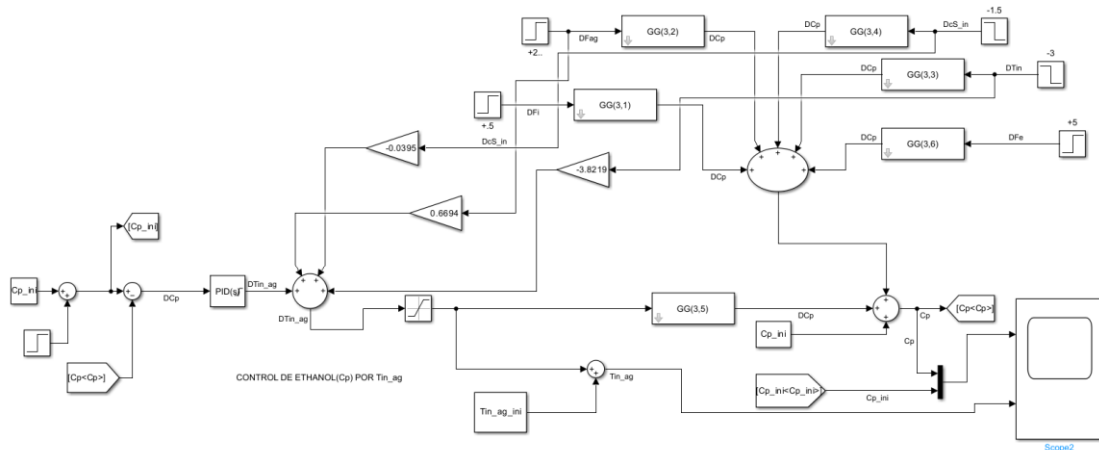 -1.5
DFag
GG(3,2)
DCp
DCp
GG(3,4)
DcS_in
+2..
-3
DCp
GG(3,3)
DTin
+.5
DFi
GG(3,1)
+5
DCp
GG(3,6)
DFe
-0.0395
DcS_in
-3.8219
DCp
0.6694
[Cp_ini]
Cp_ini
DCp
PID(s)
DTin_ag
DTin_ag
GG(3,5)
DCp
Cp_ini
Cp
[Cp<Cp>]
Cp
[Cp<Cp>]
CONTROL DE ETHANOL(Cp) POR Tin_ag
Tin_ag
[Cp_ini<Cp_ini>]
Cp_ini
Tin_ag_ini
Scope2